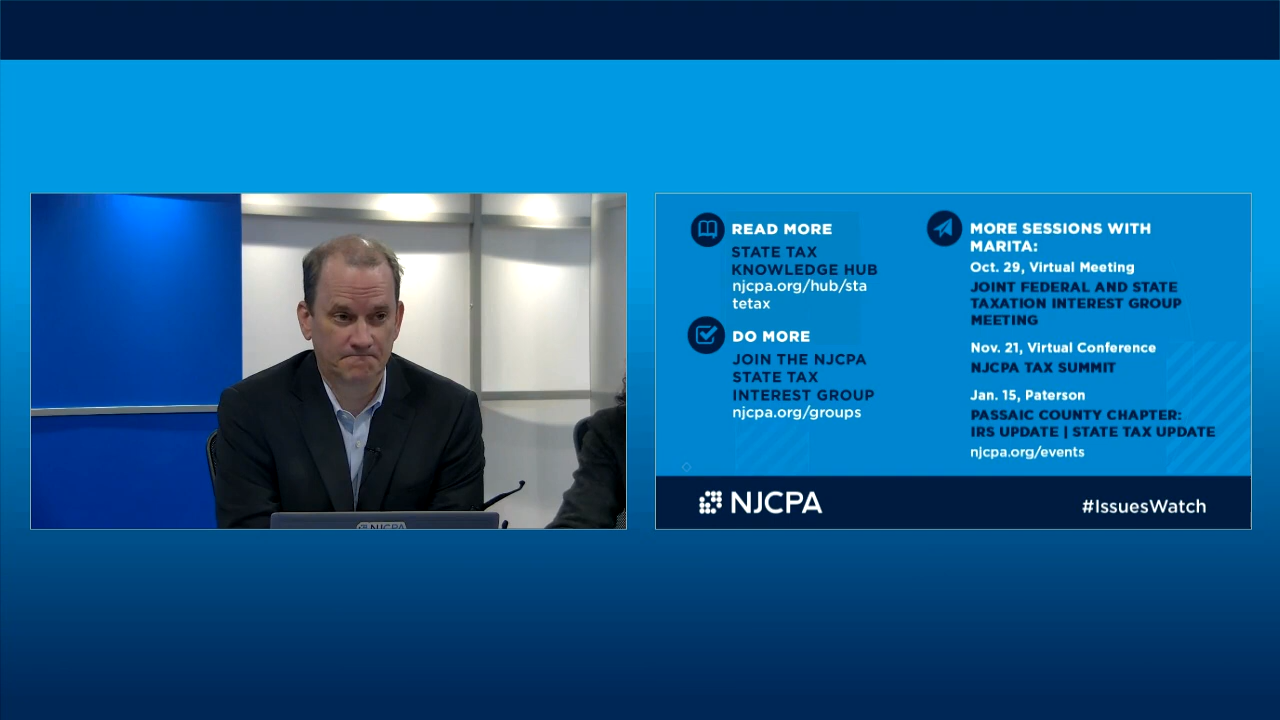 READ MORE
STATE TAX
KNOWLEDGE HUB
njcpa.org/hub/sta
tetax
DO MORE
JOIN THE NJCPA
STATE TAX
INTEREST GROUP
njcpa.org/groups
MORE SESSIONS WITH
MARITA:
Oct. 29, Virtual Meeting
JOINT FEDERAL AND STATE
TAXATION INTEREST GROUP
MEETING
Nov. 21, Virtual Conference
NJCPA TAX SUMMIT
Jan. 15, Paterson
PASSAIC COUNTY CHAPTER:
IRS UPDATE | STATE TAX UPDATE
njcpa.org/events
NJCPA
NJCPA
#IssuesWatch